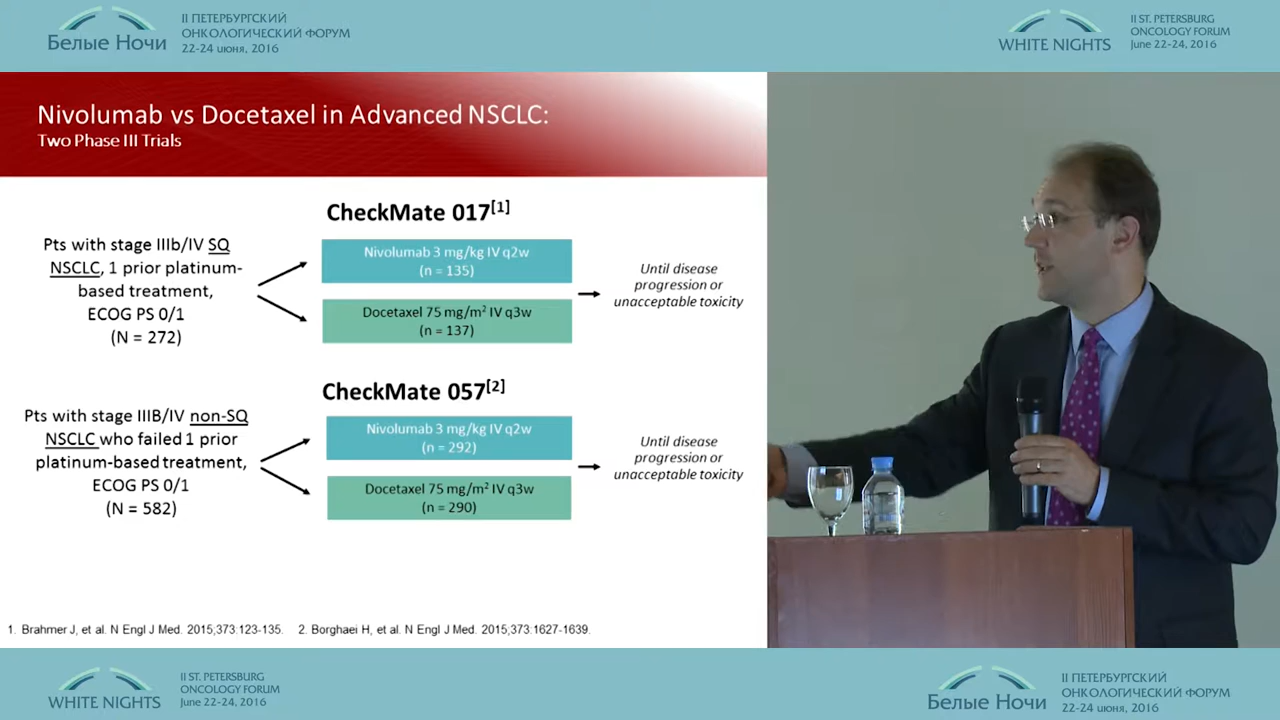 Белые Ночи
II ПЕТЕРБУРГСКИЙ
ОНКОЛОГИЧЕСКИЙ ФОРУМ
22-24 июня, 2016
WHITE NIGHTS
II ST. PETERSBURG
ONCOLOGY FORUM
June 22-24, 2016
Nivolumab vs Docetaxel in Advanced NSCLC:
Two Phase III Trials
CheckMate 017[1]
Pts with stage IIIb/IV SQ
NSCLC, 1 prior platinum-
based treatment,
ECOG PS 0/1
(N = 272)
Nivolumab 3 mg/kg IV q2w
(n = 135)
Docetaxel 75 mg/m2 IV q3w
(n = 137)
Until disease
progression or
unacceptable toxicity
CheckMate 057[2]
Pts with stage IIIB/IV non-SQ
NSCLC who failed 1 prior
platinum-based treatment,
ECOG PS 0/1
(N = 582)
Nivolumab 3 mg/kg IV q2w
(n = 292)
Docetaxel 75 mg/m2 IV q3w
(n = 290)
Until disease
progression or
unacceptable toxicity
1. Brahmer J, et al. N Engl J Med. 2015;373:123-135. 2. Borghaei H, et al. N Engl J Med. 2015;373:1627-1639.
WHITE NIGHTS
II ST. PETERSBURG
ONCOLOGY FORUM
June 22-24, 2016
Белые Ночи
II ПЕТЕРБУРГСКИЙ
ОНКОЛОГИЧЕСКИЙ ФОРУМ
22-24 июня, 2016